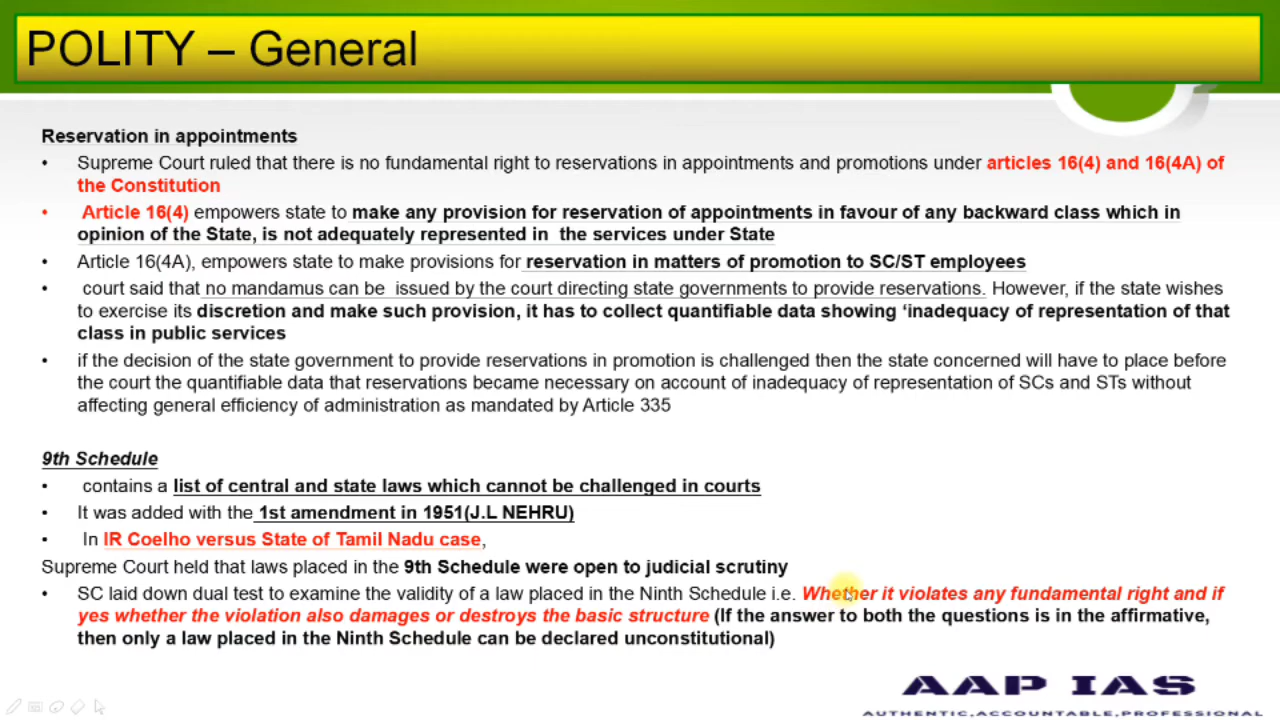 POLITY – General
Reservation in appointments
• Supreme Court ruled that there is no fundamental right to reservations in appointments and promotions under articles 16(4) and 16(4A) of
the Constitution
• Article 16(4) empowers state to make any provision for reservation of appointments in favour of any backward class which in
opinion of the State, is not adequately represented in the services under State
• Article 16(4A), empowers state to make provisions for reservation in matters of promotion to SC/ST employees
• court said that no mandamus can be issued by the court directing state governments to provide reservations. However, if the state wishes
to exercise its discretion and make such provision, it has to collect quantifiable data showing ‘inadequacy of representation of that
class in public services
• if the decision of the state government to provide reservations in promotion is challenged then the state concerned will have to place before
the court the quantifiable data that reservations became necessary on account of inadequacy of representation of SCs and STs without
affecting general efficiency of administration as mandated by Article 335
9th Schedule
• contains a list of central and state laws which cannot be challenged in courts
• It was added with the 1st amendment in 1951(J.L NEHRU)
• In IR Coelho versus State of Tamil Nadu case,
Supreme Court held that laws placed in the 9th Schedule were open to judicial scrutiny
• SC laid down dual test to examine the validity of a law placed in the Ninth Schedule i.e. Whether it violates any fundamental right and if
yes whether the violation also damages or destroys the basic structure (If the answer to both the questions is in the affirmative,
then only a law placed in the Ninth Schedule can be declared unconstitutional)
AAP IAS
AUTHENTIC,ACCOUNTABLE,PROFESSIONAL